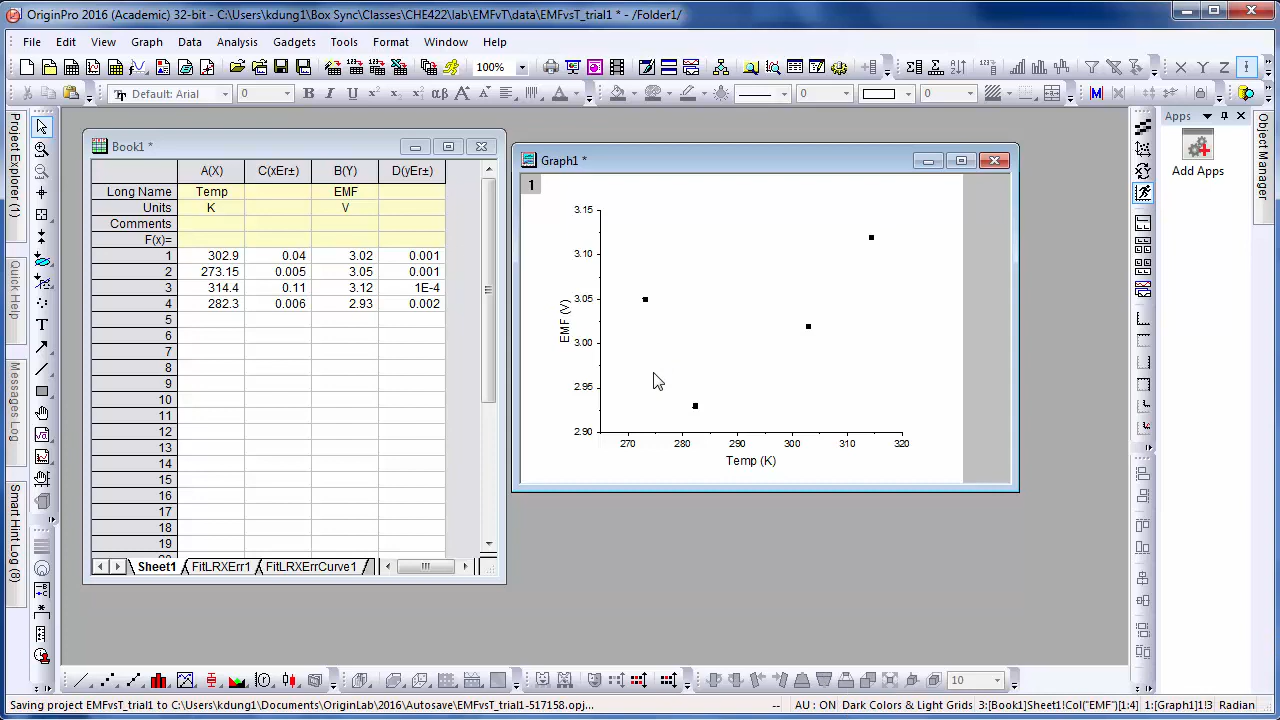 OriginPro 2016 (Academic) 32-bit - C:\Users\kdung1\Box Sync\Classes\CHE422\lab\EMFvT\data\EMFvsT_trial1 * - /Folder1/
File Edit View Graph Data Analysis Gadgets Tools Format Window Help
100%
Default: Arial 0 B I U αβ A A A 0 0
Project Explorer (1)
Quick Help
Messages Log
Smart Hint Log (8)
Book1 *
A(X) C(xEr±) B(Y) D(yEr±)
Long Name Temp EMF
Units K V
Comments
F(x)=
1 302.9 0.04 3.02 0.001
2 273.15 0.005 3.05 0.001
3 314.4 0.11 3.12 1E-4
4 282.3 0.006 2.93 0.002
5
6
7
8
9
10
11
12
13
14
15
16
17
18
19
Sheet1 FitLRXErr1 FitLRXErrCurve1
Graph1 *
1
3.15
3.10
3.05
3.00
2.95
2.90
EMF (V)
270 280 290 300 310 320
Temp (K)
Apps
Add Apps
Object Manager
10
Saving project EMFvsT_trial1 to C:\Users\kdung1\Documents\OriginLab\Autosave\EMFvsT_trial1-517158.opj... -- AU : ON Dark Colors & Light Grids 3:[Book1]Sheet1!Col("EMF")[1:4] 1:[Graph1]1!3 Radian